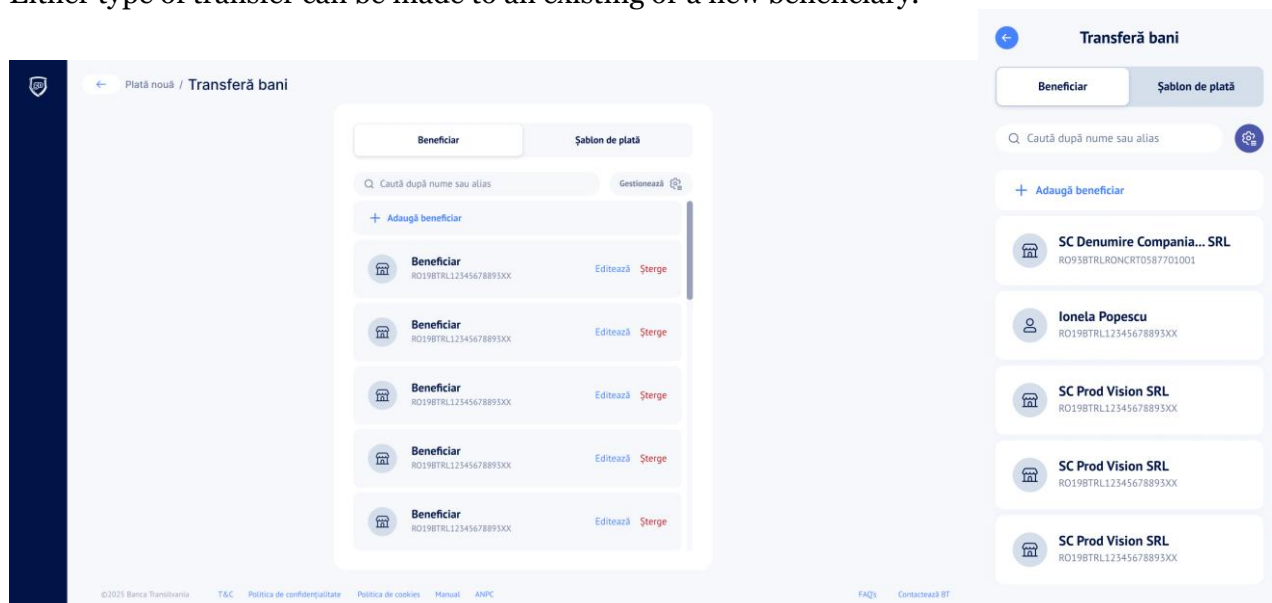 Either type of transfer can be made to an existing or a new beneficiary.
← Plată nouă / Transferă bani
Beneficiar Șablon de plată
Caută după nume sau alias Gestionează
+ Adaugă beneficiar
Beneficiar
RO19BTRL12345678893XX
Editează Șterge
Beneficiar
RO19BTRL12345678893XX
Editează Șterge
Beneficiar
RO19BTRL12345678893XX
Editează Șterge
Beneficiar
RO19BTRL12345678893XX
Editează Șterge
Beneficiar
RO19BTRL12345678893XX
Editează Șterge
©2025 Banca Transilvania T&C Politica de confidențialitate Politica de cookies Manual ANPC FAQ's Contactează BT
Transferă bani
Beneficiar Șablon de plată
Caută după nume sau alias
+ Adaugă beneficiar
SC Denumire Compania... SRL
RO93BTRLRONCRT0587701001
Ionela Popescu
RO19BTRL12345678893XX
SC Prod Vision SRL
RO19BTRL12345678893XX
SC Prod Vision SRL
RO19BTRL12345678893XX
SC Prod Vision SRL
RO19BTRL12345678893XX